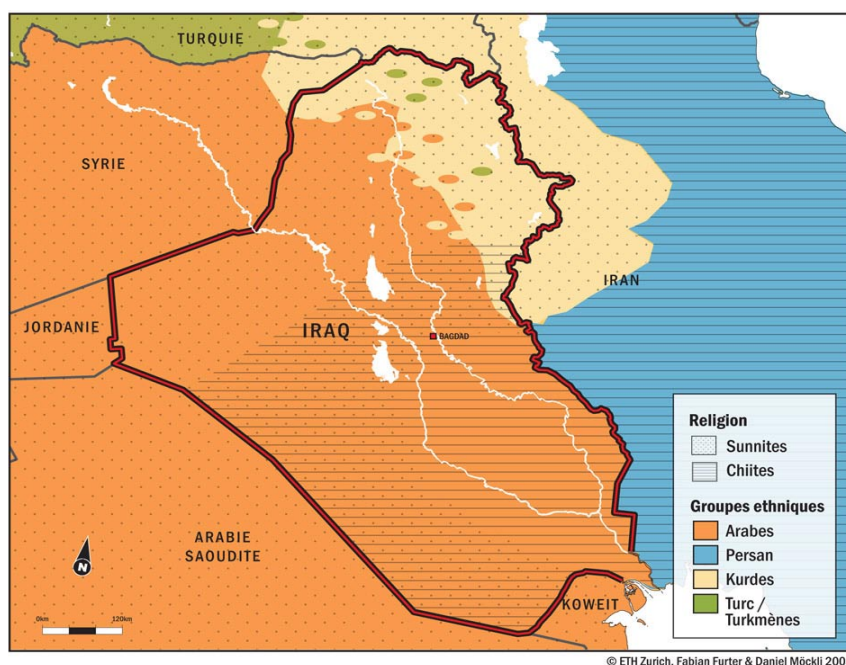 TURQUIE
SYRIE
IRAN
JORDANIE
IRAQ
BAGDAD
ARABIE
SAOUDITE
KOWEIT
N
0km 120km
Religion
Sunnites
Chiites
Groupes ethniques
Arabes
Persan
Kurdes
Turc /
Turkmènes
© ETH Zurich, Fabian Furter & Daniel Möckli 200